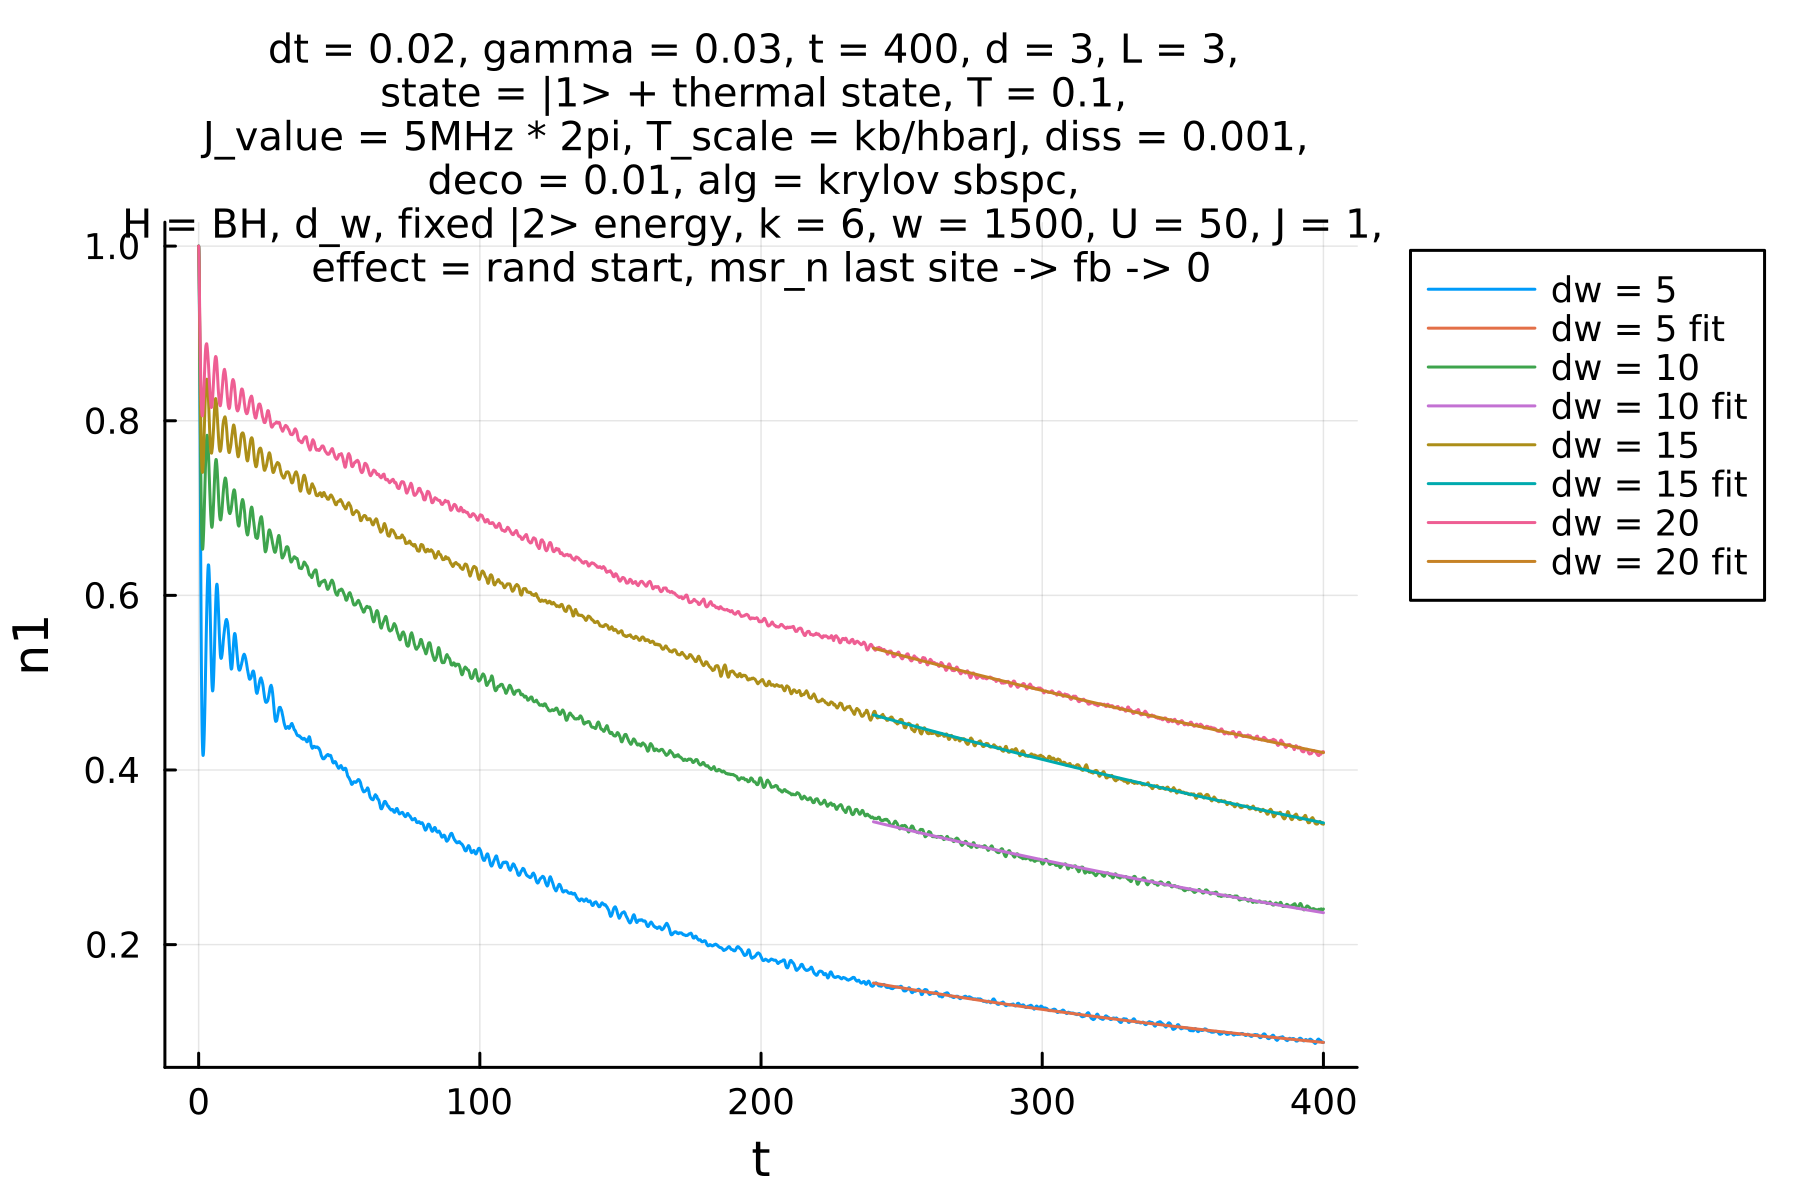 dt = 0.02, gamma = 0.03, t = 400, d = 3, L = 3,
state = |1> + thermal state, T = 0.1,
J_value = 5MHz * 2pi, T_scale = kb/hbarJ, diss = 0.001,
deco = 0.01, alg = krylov sbspc,
H = BH, d_w, fixed |2> energy, k = 6, w = 1500, U = 50, J = 1,
effect = rand start, msr_n last site -> fb -> 0
1.0
0.8
0.6
0.4
0.2
n1
0 100 200 300 400
t
dw = 5
dw = 5 fit
dw = 10
dw = 10 fit
dw = 15
dw = 15 fit
dw = 20
dw = 20 fit